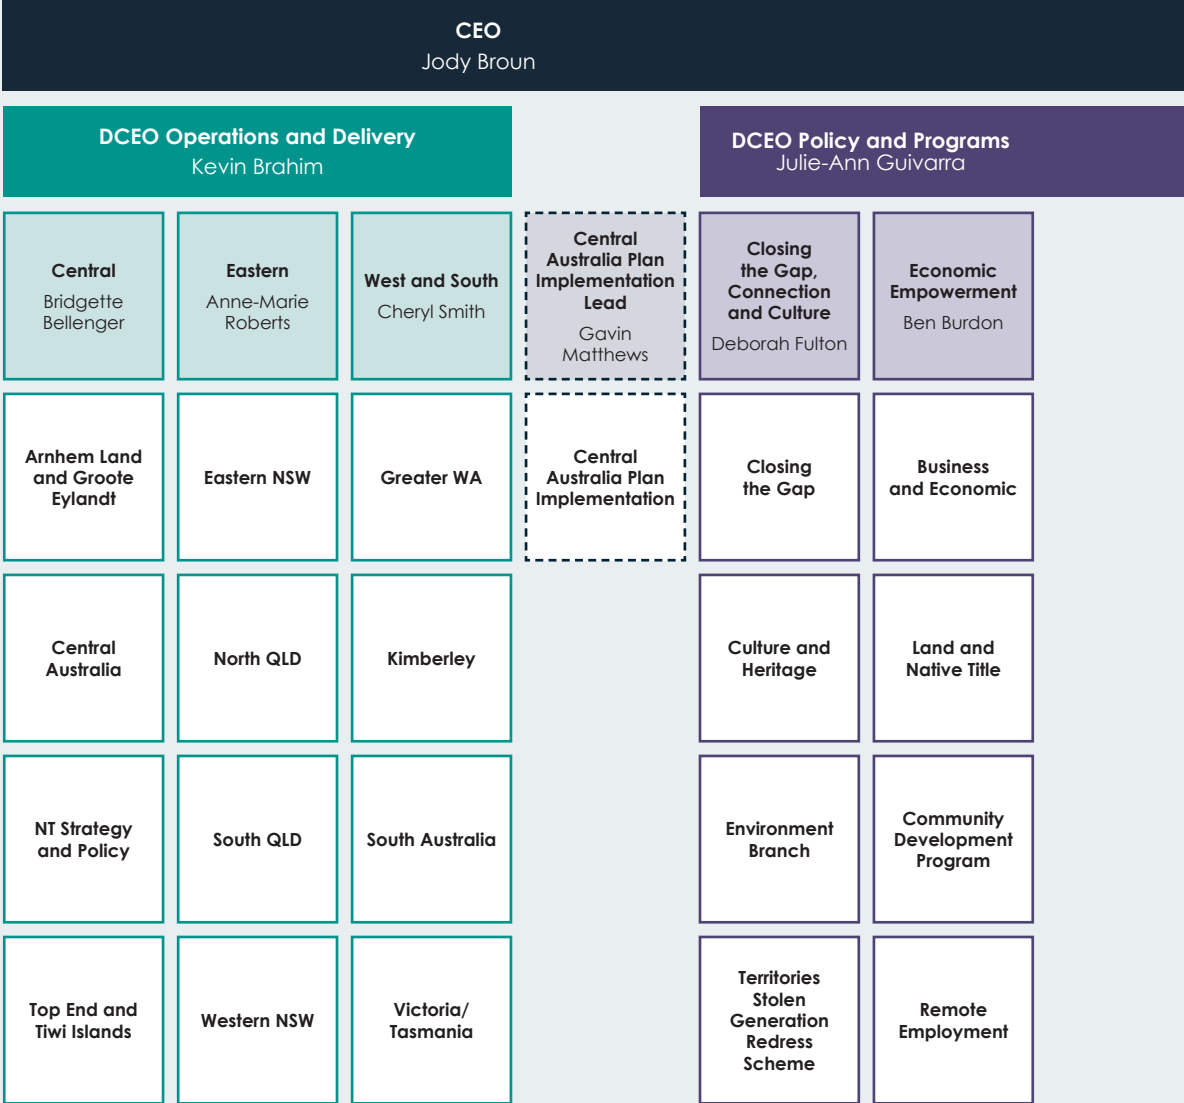 CEO
Jody Broun
DCEO Operations and Delivery
Kevin Brahim
DCEO Policy and Programs
Julie-Ann Guivarra
Central
Bridgette
Bellenger
Eastern
Anne-Marie
Roberts
West and South
Cheryl Smith
Central
Australia Plan
Implementation
Lead
Gavin
Matthews
Closing
the Gap,
Connection
and Culture
Deborah Fulton
Economic
Empowerment
Ben Burdon
Arnhem Land
and Groote
Eylandt
Eastern NSW
Greater WA
Central
Australia Plan
Implementation
Closing
the Gap
Business
and Economic
Central
Australia
North QLD
Kimberley
Culture and
Heritage
Land and
Native Title
NT Strategy
and Policy
South QLD
South Australia
Environment
Branch
Community
Development
Program
Top End and
Tiwi Islands
Western NSW
Victoria/
Tasmania
Territories
Stolen
Generation
Redress
Scheme
Remote
Employment